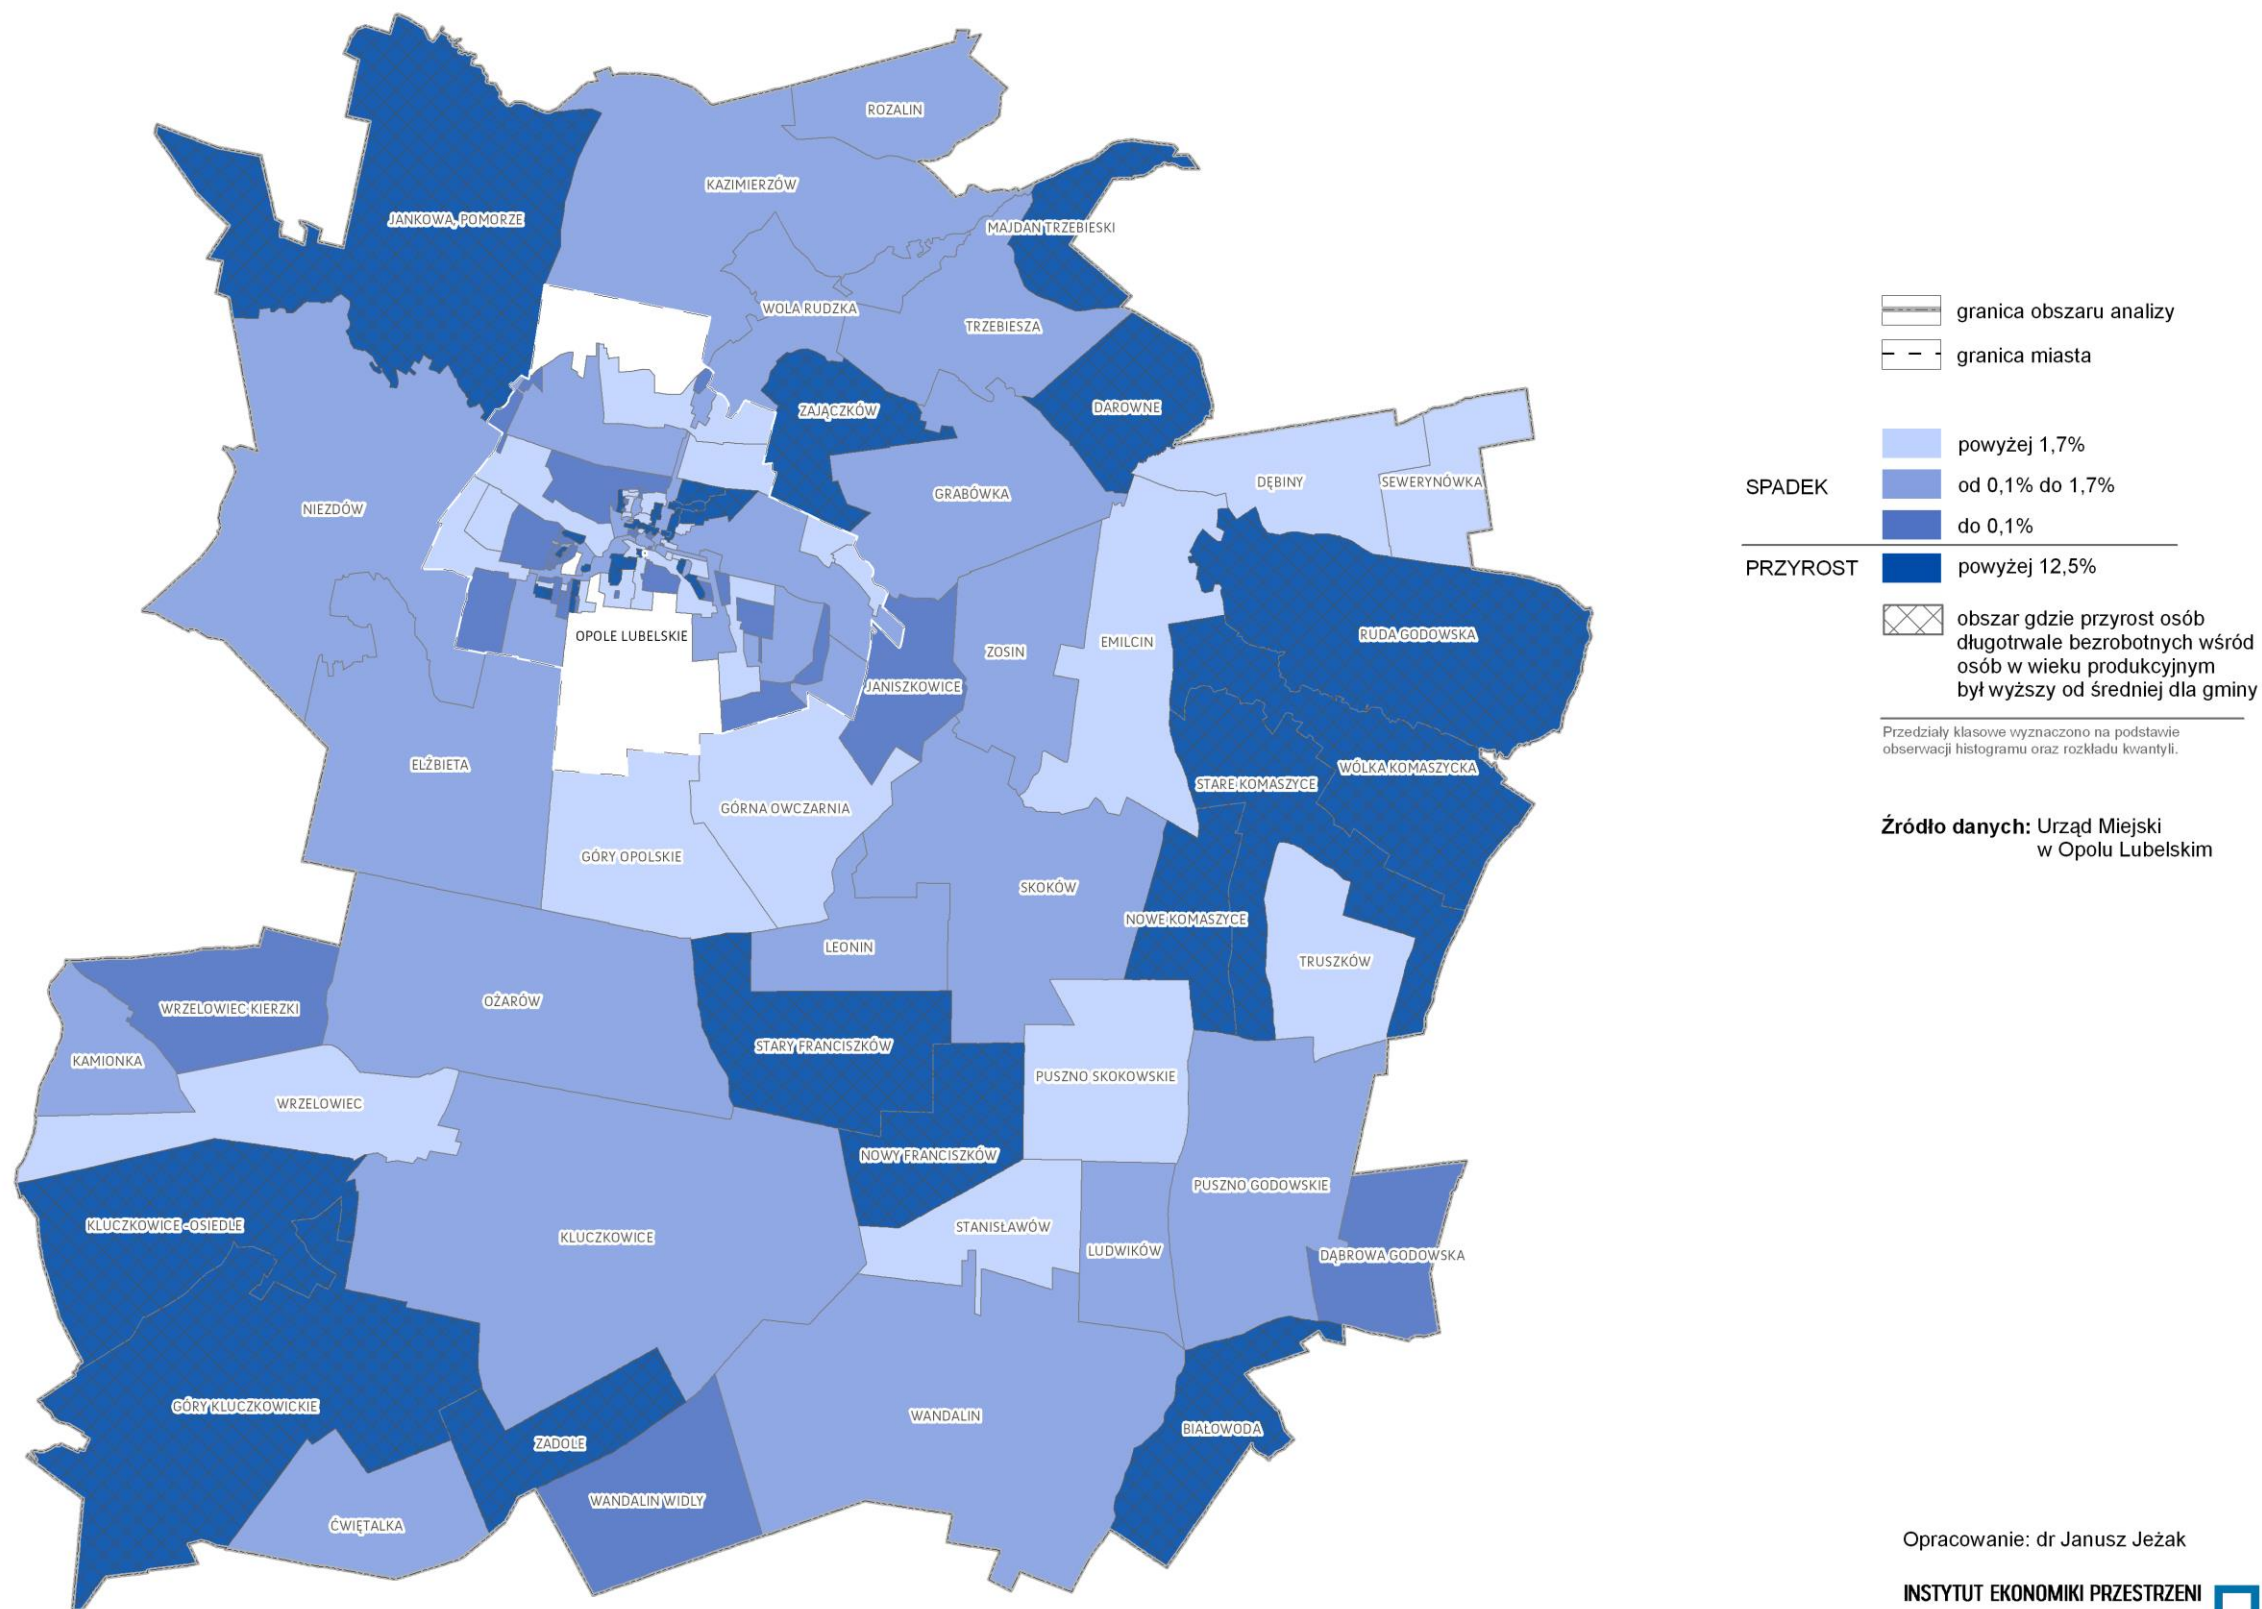 ROZALIN
KAZIMIERZÓW
JANKOWA, POMORZE
MAJDAN TRZEBIESKI
WOLA RUDZKA
TRZEBIESZA
ZAJĄCZKÓW
DAROWNE
DĘBINY
SEWERYNÓWKA
GRABÓWKA
NIEZDÓW
OPOLE LUBELSKIE
RUDA GODOWSKA
EMILCIN
ZOSIN
JANISZKOWICE
ELŻBIETA
WÓLKA KOMASZYCKA
STARE KOMASZYCE
GÓRNA OWCZARNIA
GÓRY OPOLSKIE
SKOKÓW
NOWE KOMASZYCE
LEONIN
TRUSZKÓW
OŻARÓW
WRZELOWIEC-KIERZKI
STARY FRANCISZKÓW
KAMIONKA
PUSZNO SKOKOWSKIE
WRZELOWIEC
NOWY FRANCISZKÓW
PUSZNO GODOWSKIE
KLUCZKOWICE -OSIEDLE
STANISŁAWÓW
KLUCZKOWICE
LUDWIKÓW
DĄBROWA GODOWSKA
GÓRY KLUCZKOWICKIE
WANDALIN
BIAŁOWODA
ZADOLE
WANDALIN WIDLY
ĆWIĘTALKA
granica obszaru analizy
granica miasta
powyżej 1,7%
SPADEK od 0,1% do 1,7%
do 0,1%
PRZYROST powyżej 12,5%
obszar gdzie przyrost osób
długotrwale bezrobotnych wśród
osób w wieku produkcyjnym
był wyższy od średniej dla gminy
Przedziały klasowe wyznaczono na podstawie
obserwacji histogramu oraz rozkładu kwantyli.
Źródło danych: Urząd Miejski
w Opolu Lubelskim
Opracowanie: dr Janusz Jeżak
INSTYTUT EKONOMIKI PRZESTRZENI